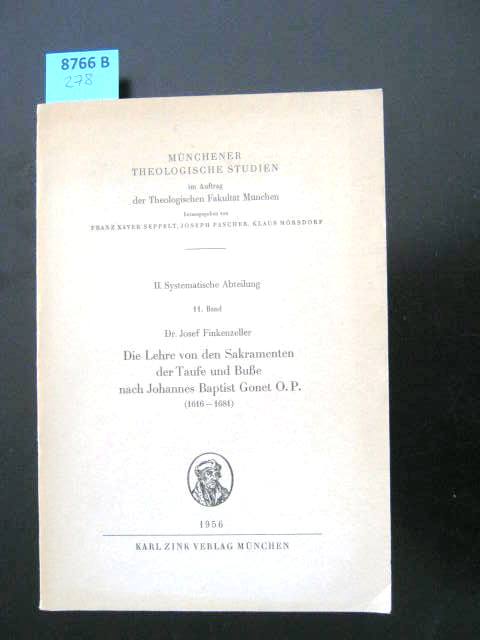 8766 B
278
MÜNCHENER
THEOLOGISCHE STUDIEN
im Auftrag
der Theologischen Fakultät München
herausgegeben von
FRANZ XAVER SEPPELT, JOSEPH PASCHER, KLAUS MÖRSDORF
II. Systematische Abteilung
11. Band
Dr. Josef Finkenzeller
Die Lehre von den Sakramenten
der Taufe und Buße
nach Johannes Baptist Gonet O. P.
(1616 – 1681)
1956
KARL ZINK VERLAG MÜNCHEN